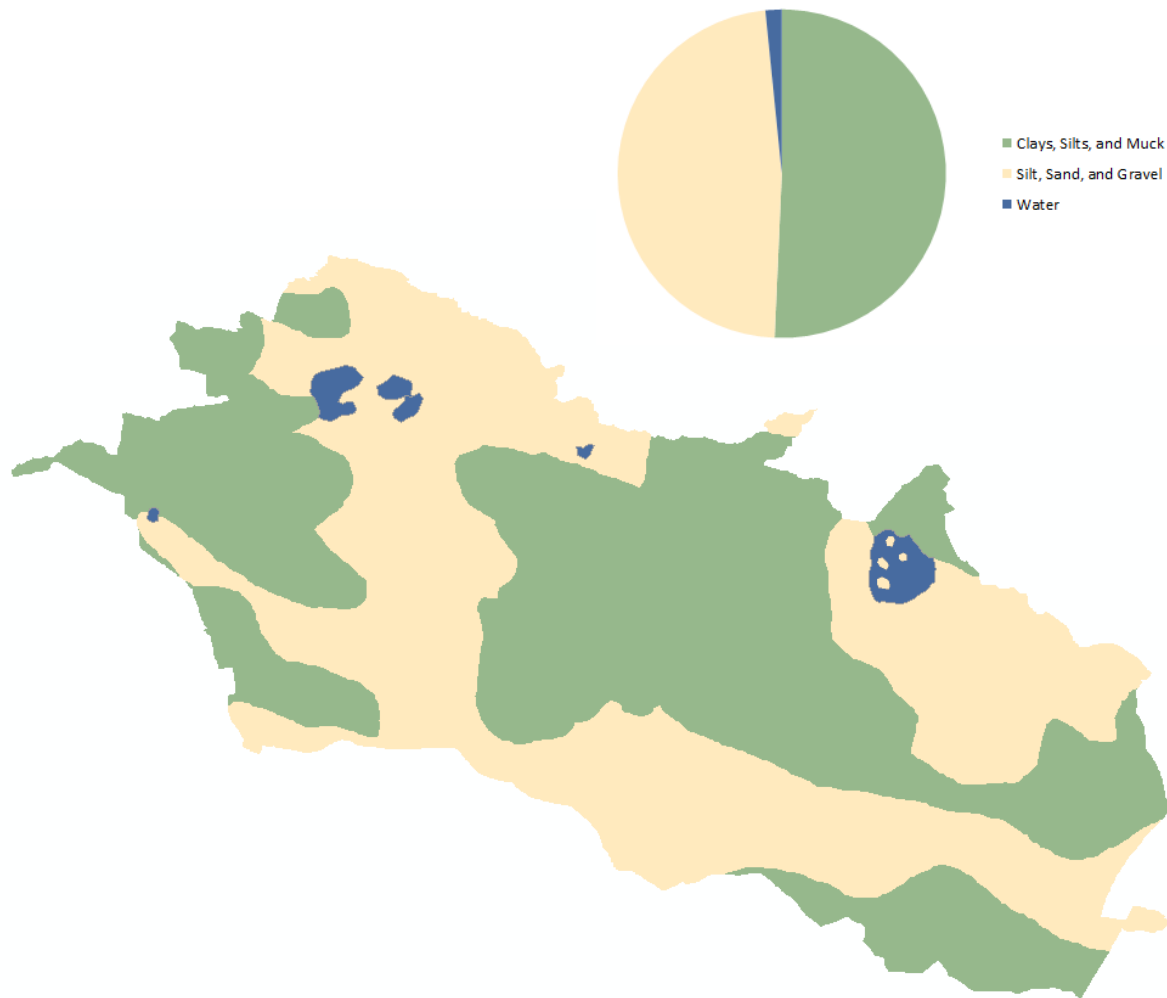 Clays, Silts, and Muck
Silt, Sand, and Gravel
Water